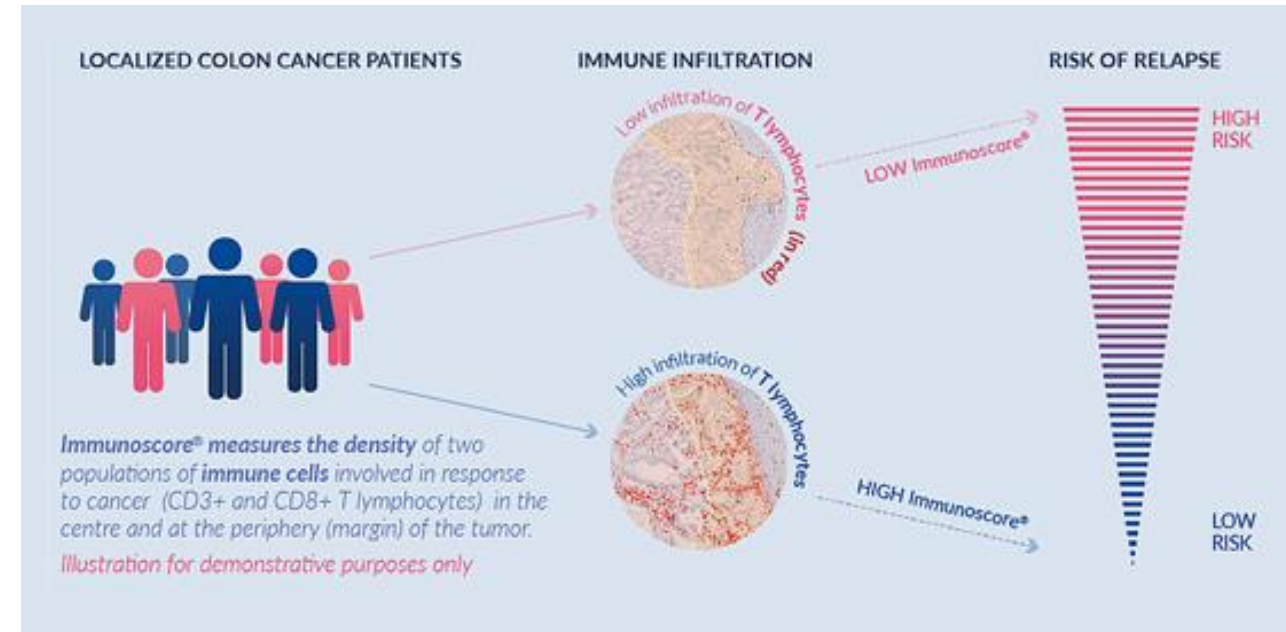 LOCALIZED COLON CANCER PATIENTS
IMMUNE INFILTRATION
RISK OF RELAPSE
Low infiltration of T lymphocytes (in red)
LOW Immunoscore®
HIGH
RISK
High infiltration of T lymphocytes
HIGH Immunoscore®
LOW
RISK
Immunoscore® measures the density of two
populations of immune cells involved in response
to cancer (CD3+ and CD8+ T lymphocytes) in the
centre and at the periphery (margin) of the tumor.
Illustration for demonstrative purposes only